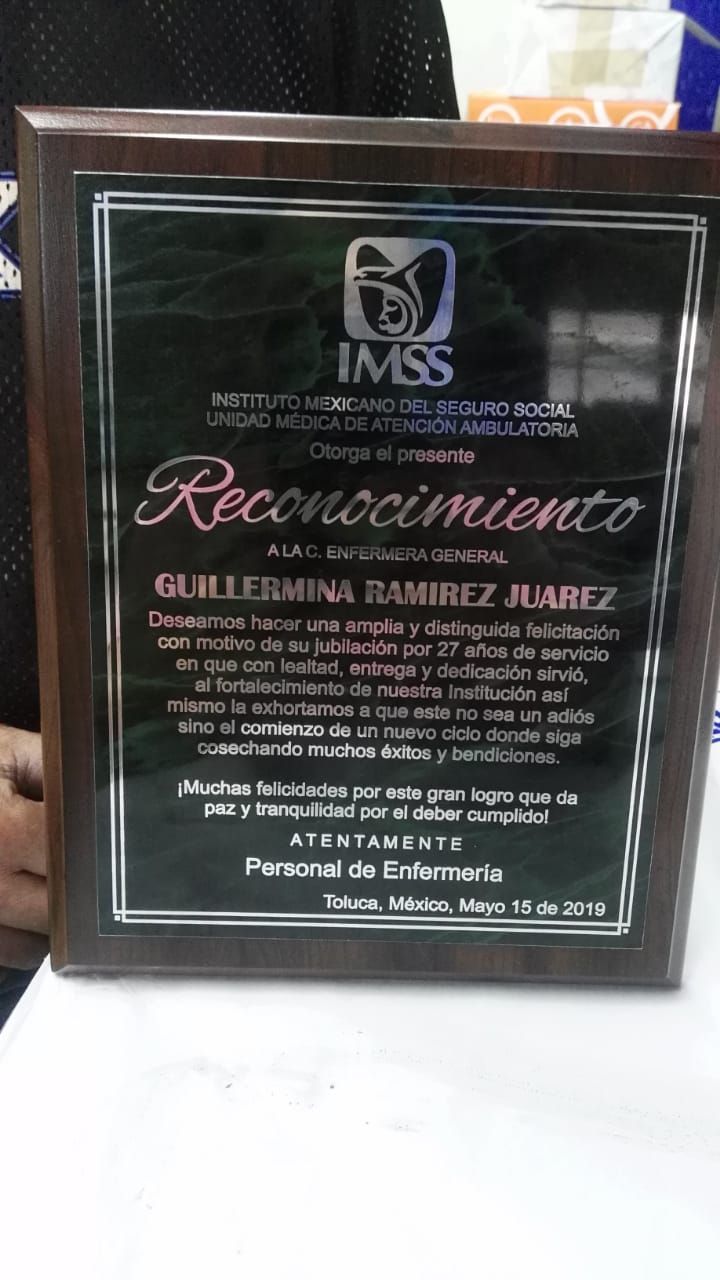 IMSS
INSTITUTO MEXICANO DEL SEGURO SOCIAL
UNIDAD MÉDICA DE ATENCIÓN AMBULATORIA
Otorga el presente
Reconocimiento
A LA C. ENFERMERA GENERAL
GUILLERMINA RAMIREZ JUAREZ
Deseamos hacer una amplia y distinguida felicitación
con motivo de su jubilación por 27 años de servicio
en que con lealtad, entrega y dedicación sirvió,
al fortalecimiento de nuestra Institución así
mismo la exhortamos a que este no sea un adiós
sino el comienzo de un nuevo ciclo donde siga
cosechando muchos éxitos y bendiciones.
¡Muchas felicidades por este gran logro que da
paz y tranquilidad por el deber cumplido!
ATENTAMENTE
Personal de Enfermería
Toluca, México, Mayo 15 de 2019